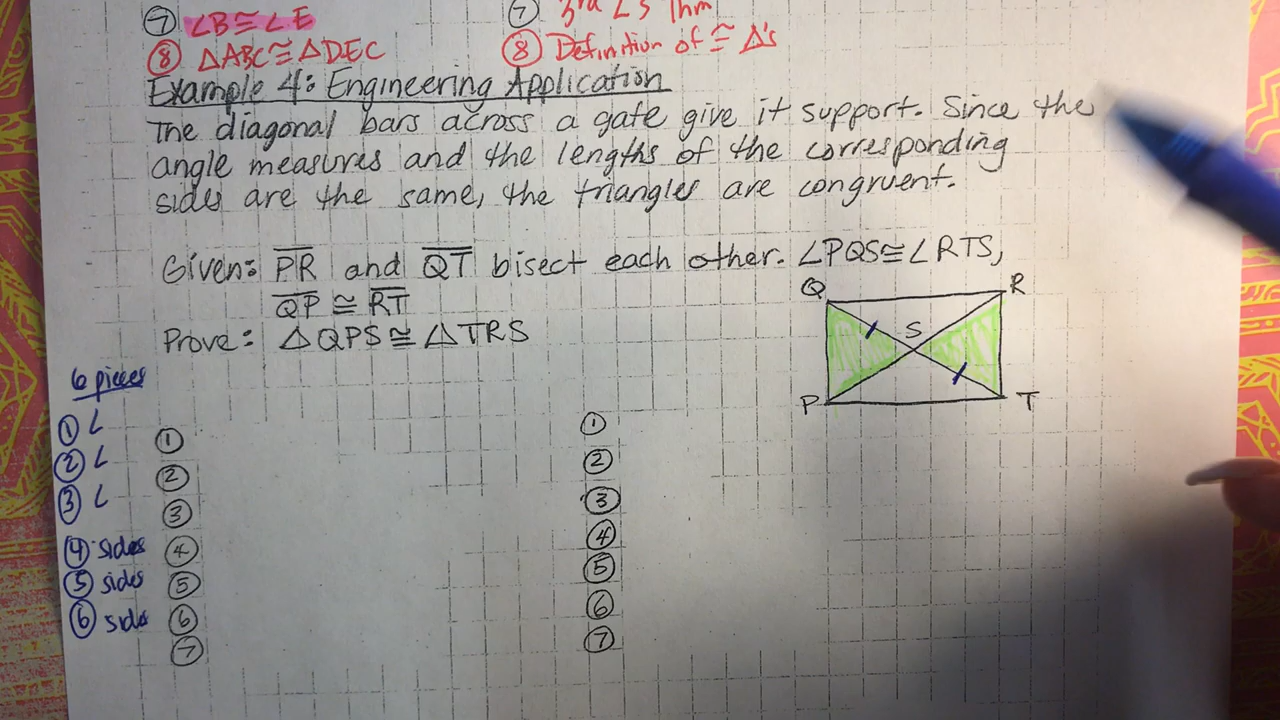 ⑦ ∠B≅∠E ⑦ 3rd ∠s Thm
⑧ △ABC≅△DEC ⑧ Definition of ≅ △'s
Example 4: Engineering Application
The diagonal bars across a gate give it support. Since the
angle measures and the lengths of the corresponding
sides are the same, the triangles are congruent.
Given: PR and QT bisect each other. ∠PQS≅∠RTS,
QP ≅ RT
Prove: △QPS≅△TRS
Q R
S
P T
6 pieces
① ∠
② ∠
③ ∠
④ sides
⑤ sides
⑥ side
① ①
② ②
③ ③
④ ④
⑤ ⑤
⑥ ⑥
⑦ ⑦